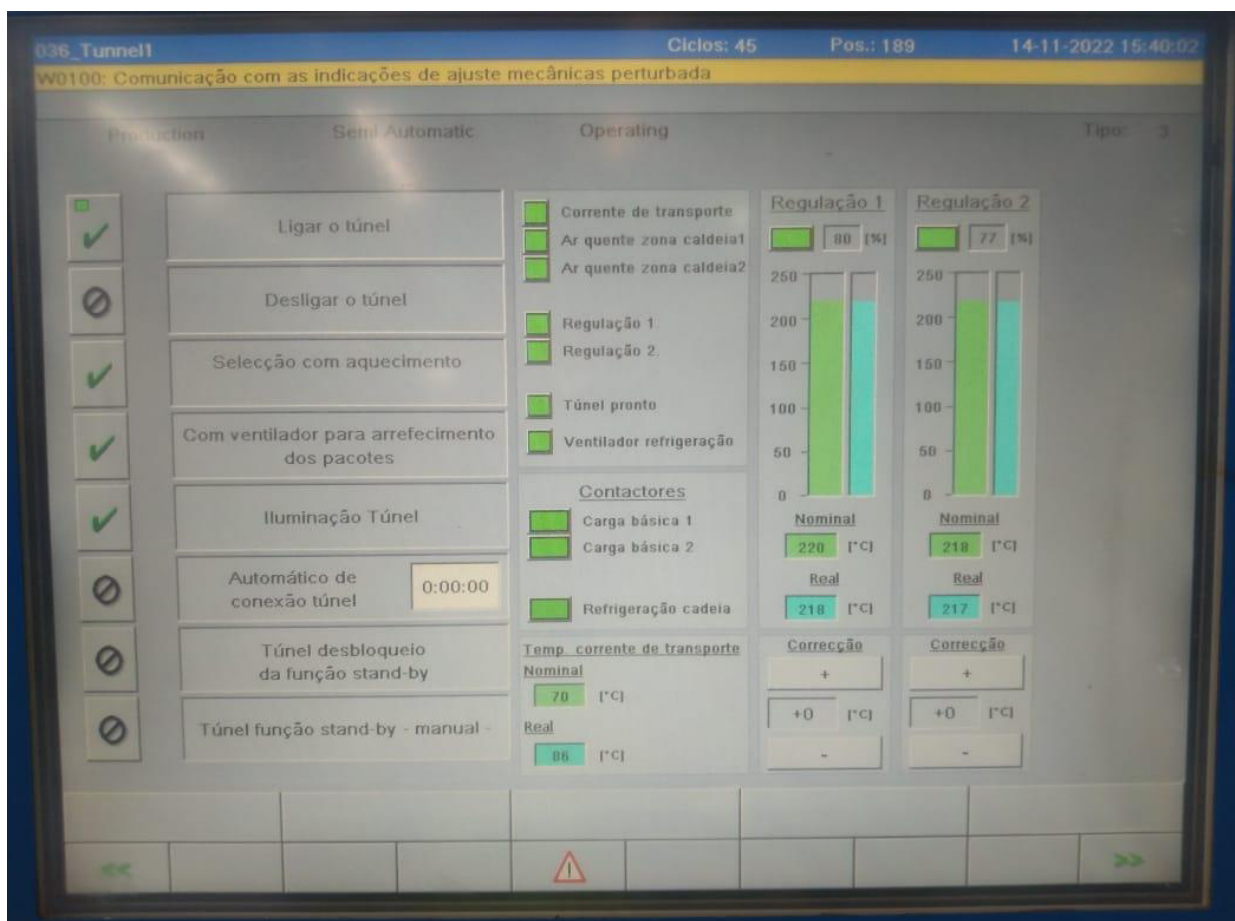 036_Tunnel1 Ciclos: 45 Pos.: 189 14-11-2022 15:40:02
W0100: Comunicação com as indicações de ajuste mecânicas perturbada
Production Semi Automatic Operating Tipo: 3
Ligar o túnel
Desligar o túnel
Selecção com aquecimento
Com ventilador para arrefecimento
dos pacotes
Iluminação Túnel
Automático de
conexão túnel
0:00:00
Túnel desbloqueio
da função stand-by
Túnel função stand-by - manual -
Corrente de transporte
Ar quente zona caldeia1
Ar quente zona caldeia2
Regulação 1.
Regulação 2.
Túnel pronto
Ventilador refrigeração
Contactores
Carga básica 1
Carga básica 2
Refrigeração cadeia
Temp. corrente de transporte
Nominal
70 [°C]
Real
86 [°C]
Regulação 1
80 [%]
250
200
150
100
50
0
Nominal
220 [°C]
Real
218 [°C]
Correcção
+
+0 [°C]
-
Regulação 2
77 [%]
250
200
150
100
50
0
Nominal
218 [°C]
Real
217 [°C]
Correcção
+
+0 [°C]
-
<< >>